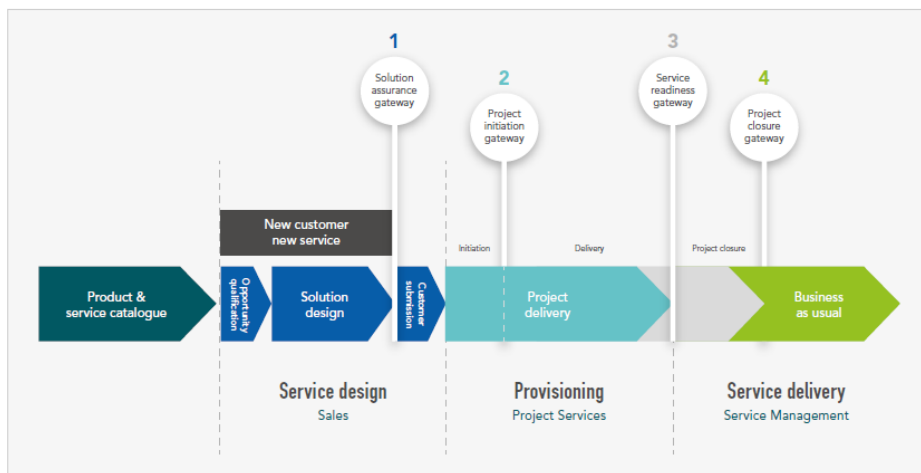 1
Solution
assurance
gateway
2
Project
initiation
gateway
3
Service
readiness
gateway
4
Project
closure
gateway
New customer
new service
Initiation
Delivery
Project closure
Product &
service catalogue
Opportunity
qualification
Solution
design
Customer
submission
Project
delivery
Business
as usual
Service design
Sales
Provisioning
Project Services
Service delivery
Service Management